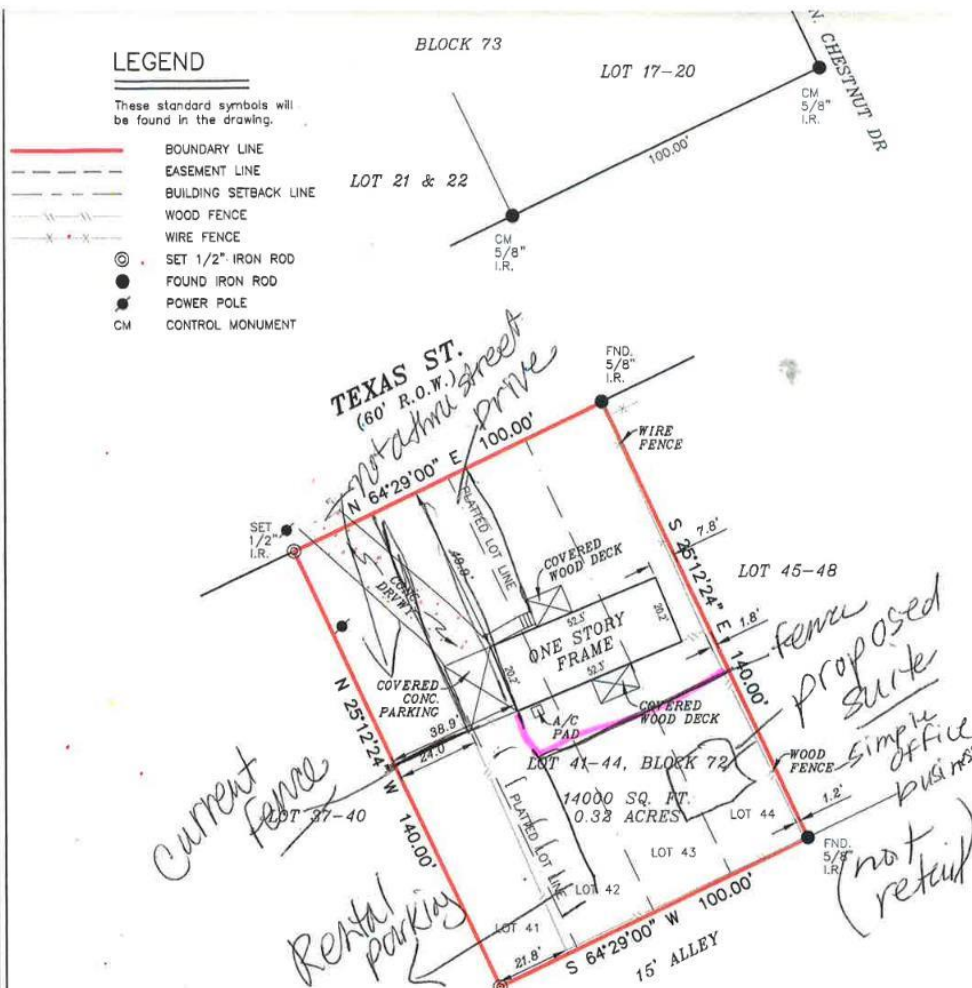 LEGEND
These standard symbols will
be found in the drawing.
BOUNDARY LINE
EASEMENT LINE
BUILDING SETBACK LINE
WOOD FENCE
WIRE FENCE
SET 1/2" IRON ROD
FOUND IRON ROD
POWER POLE
CM CONTROL MONUMENT
BLOCK 73
LOT 17-20
N. CHESTNUT DR
CM
5/8"
I.R.
100.00'
LOT 21 & 22
CM
5/8"
I.R.
TEXAS ST.
(60' R.O.W.)
not a thru street
Drive
FND.
5/8"
I.R.
N 64°29'00" E 100.00'
WIRE
FENCE
SET
1/2"
I.R.
PLATTED LOT LINE
S 25°12'24" E 140.00'
7.8'
LOT 45-48
CONC.
DRVWY.
COVERED
WOOD DECK
52.5'
20.2'
ONE STORY
FRAME
52.5'
20.2'
1.8'
fence
proposed
suite
simple
office
business
(not
retail)
COVERED
CONC.
PARKING
N 25°12'24" W 140.00'
38.9'
24.0'
A/C
PAD
COVERED
WOOD DECK
WOOD
FENCE
LOT 41-44, BLOCK 72
14000 SQ. FT.
0.32 ACRES
LOT 44
1.2'
current
fence
LOT 37-40
PLATTED LOT LINE
LOT 43
LOT 42
LOT 41
FND.
5/8"
I.R.
Rental
parking
21.8'
S 64°29'00" W 100.00'
15' ALLEY